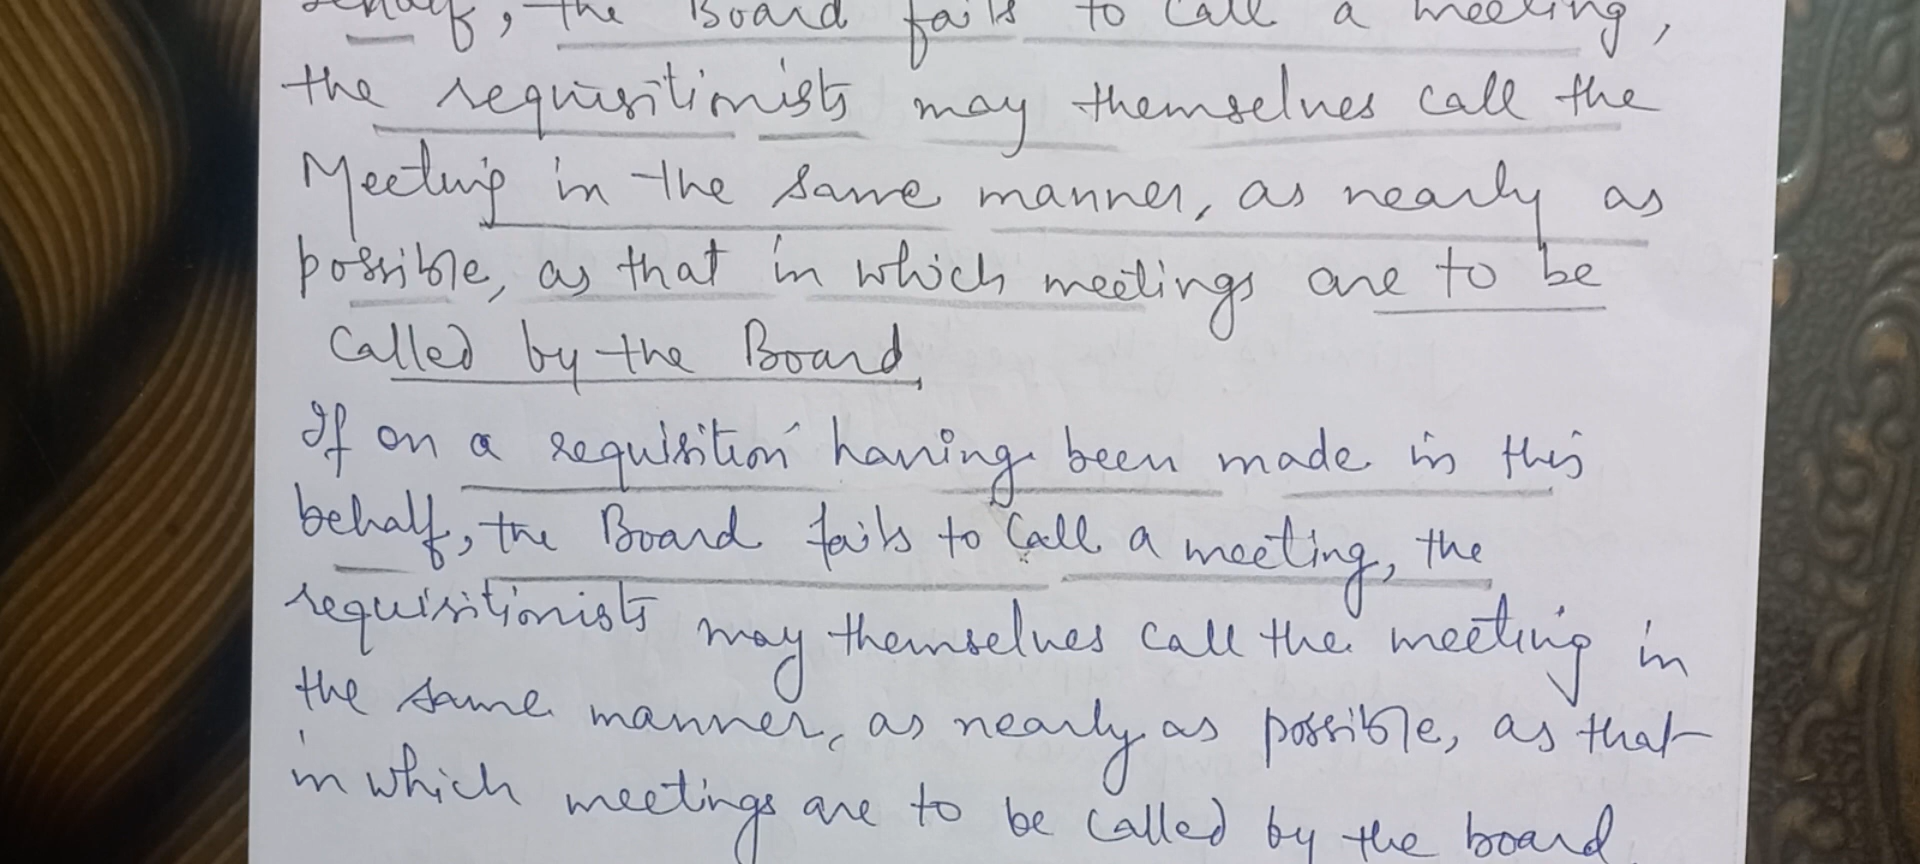 behalf, the Board fails to call a meeting,
the requisitionists may themselves call the
Meeting in the same manner, as nearly as
possible, as that in which meetings are to be
called by the Board
If on a requisition having been made in this
behalf, the Board fails to call a meeting, the
requisitionists may themselves call the meeting in
the same manner, as nearly as possible, as that
in which meetings are to be called by the board